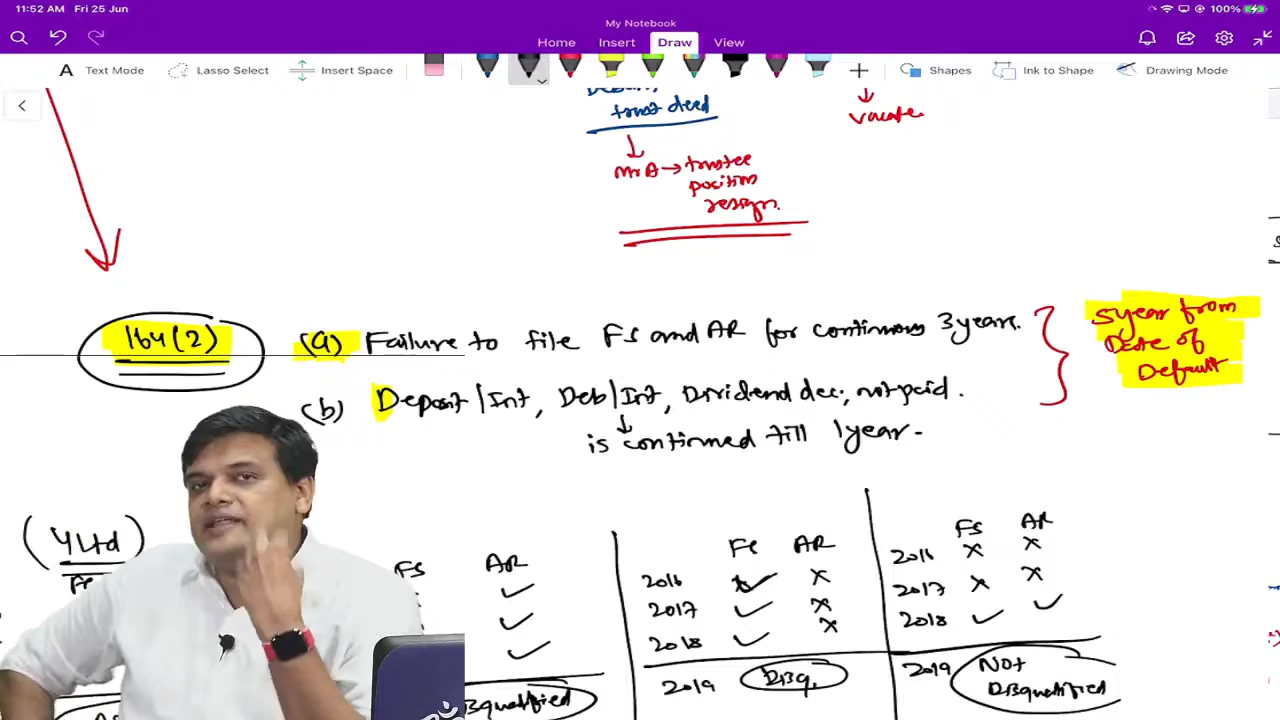 11:52 AM Fri 25 Jun
100%
My Notebook
Home Insert Draw View
Text Mode Lasso Select Insert Space Shapes Ink to Shape Drawing Mode
trust deed
Mr A → trustee
position
resign.
vacate
164(2)
(a) Failure to file FS and AR for continuous 3 years.
(b) Deposit/Int, Deb/Int, Dividend dec, not paid.
is continued till 1 year.
5 year from
Date of
Default
(Y Ltd)
FS AR
FS AR
2016
2017
2018
2019 Disq.
FS AR
2016
2017
2018
2019 Not
Disqualified